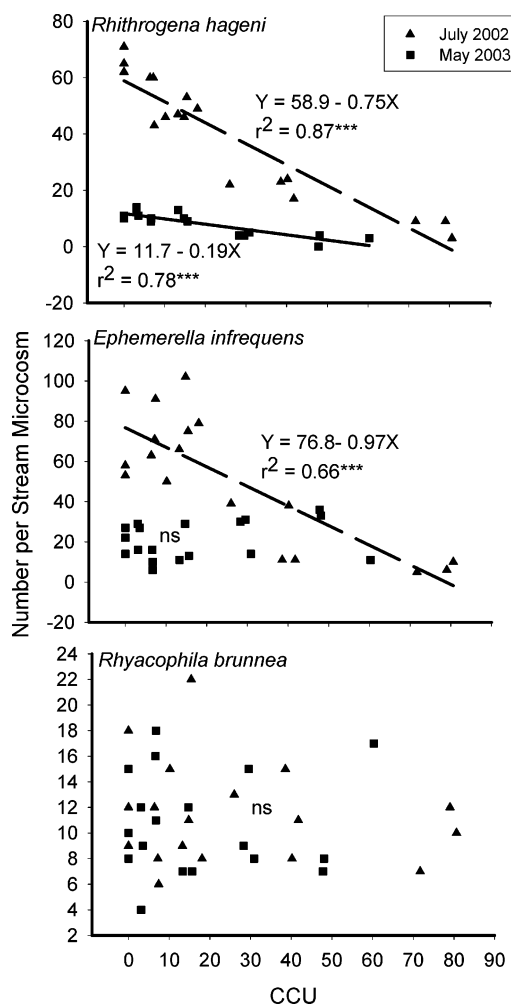 Rhithrogena hageni
July 2002
May 2003
80
60
40
20
0
-20
Y = 58.9 - 0.75X
r² = 0.87***
Y = 11.7 - 0.19X
r² = 0.78***
Ephemerella infrequens
120
100
80
60
40
20
0
-20
Y = 76.8- 0.97X
r² = 0.66***
ns
Number per Stream Microcosm
Rhyacophila brunnea
24
22
20
18
16
14
12
10
8
6
4
2
ns
0 10 20 30 40 50 60 70 80 90
CCU